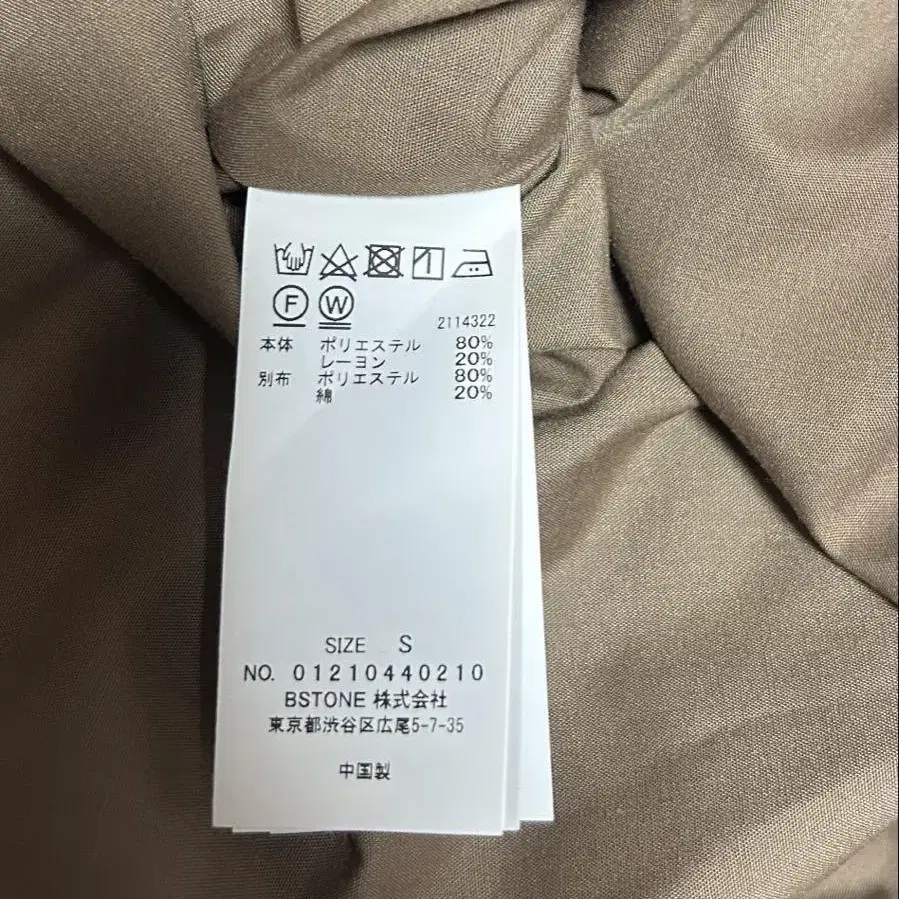 F W
2114322
本体 ポリエステル 80%
レーヨン 20%
別布 ポリエステル 80%
綿 20%
SIZE S
NO. 01210440210
BSTONE 株式会社
東京都渋谷区広尾5-7-35
中国製